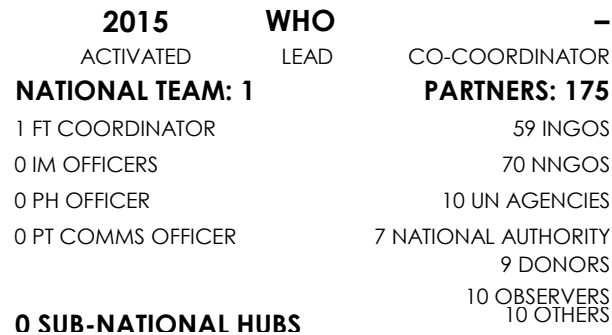 2015 WHO –
ACTIVATED LEAD CO-COORDINATOR
NATIONAL TEAM: 1 PARTNERS: 175
1 FT COORDINATOR 59 INGOS
0 IM OFFICERS 70 NNGOS
0 PH OFFICER 10 UN AGENCIES
0 PT COMMS OFFICER 7 NATIONAL AUTHORITY
9 DONORS
10 OBSERVERS
10 OTHERS
0 SUB-NATIONAL HUBS